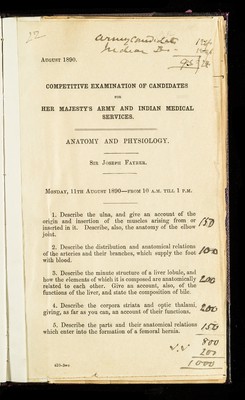 Army Candidates
Indian Do.
August 1890.
COMPETITIVE EXAMINATION OF CANDIDATES
FOR
HER MAJESTY'S ARMY AND INDIAN MEDICAL
SERVICES.
ANATOMY AND PHYSIOLOGY.
Sir Joseph Fayrer.
Monday, 11th August 1890—from 10 a.m. till 1 p.m.
1. Describe the ulna, and give an account of the
origin and insertion of the muscles arising from or
inserted in it. Describe, also, the anatomy of the elbow
joint.
150
2. Describe the distribution and anatomical relations
of the arteries and their branches, which supply the foot
with blood.
100
3. Describe the minute structure of a liver lobule, and
how the elements of which it is composed are anatomically
related to each other. Give an account, also, of the
functions of the liver, and state the composition of bile.
200
4. Describe the corpora striata and optic thalami,
giving, as far as you can, an account of their functions.
200
5. Describe the parts and their anatomical relations
which enter into the formation of a femoral hernia.
150
800
200
1000